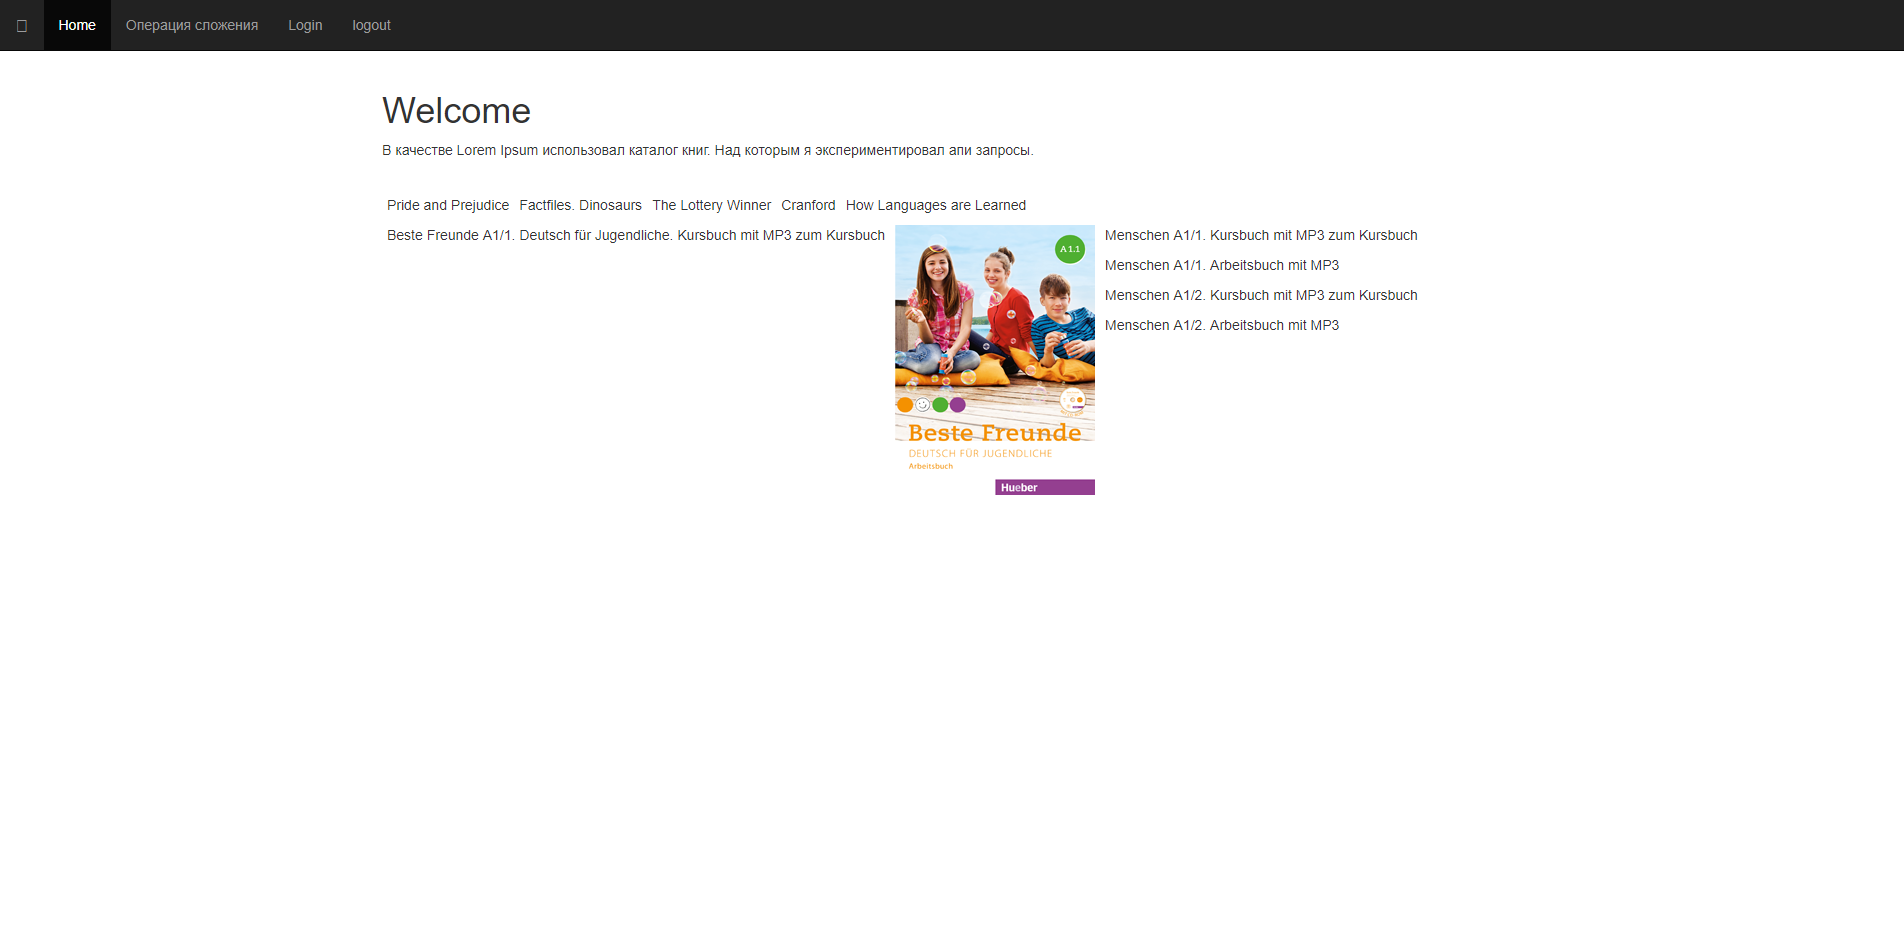 Home Операция сложения Login logout
Welcome
В качестве Lorem Ipsum использовал каталог книг. Над которым я экспериментировал апи запросы.
Pride and Prejudice Factfiles. Dinosaurs The Lottery Winner Cranford How Languages are Learned
Beste Freunde A1/1. Deutsch für Jugendliche. Kursbuch mit MP3 zum Kursbuch
A 1.1
Beste Freunde
DEUTSCH FÜR JUGENDLICHE
Arbeitsbuch
Hueber
Menschen A1/1. Kursbuch mit MP3 zum Kursbuch
Menschen A1/1. Arbeitsbuch mit MP3
Menschen A1/2. Kursbuch mit MP3 zum Kursbuch
Menschen A1/2. Arbeitsbuch mit MP3